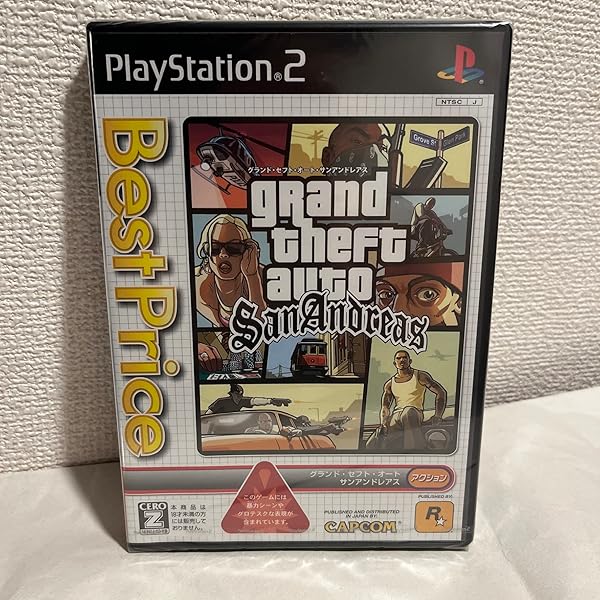 PlayStation®2
NTSC J
Best Price
グランド・セフト・オート・サンアンドレアス
Grove St
Glen Park
grand
theft
auto
San Andreas
グランド・セフト・オート
サンアンドレアス
アクション
このゲームには
暴力シーンや
グロテスクな表現が
含まれています。
CERO
Z
本商品は
18才未満の方
には販売して
おりません。
PUBLISHED AND DISTRIBUTED
IN JAPAN BY:
CAPCOM
PUBLISHED BY:
R